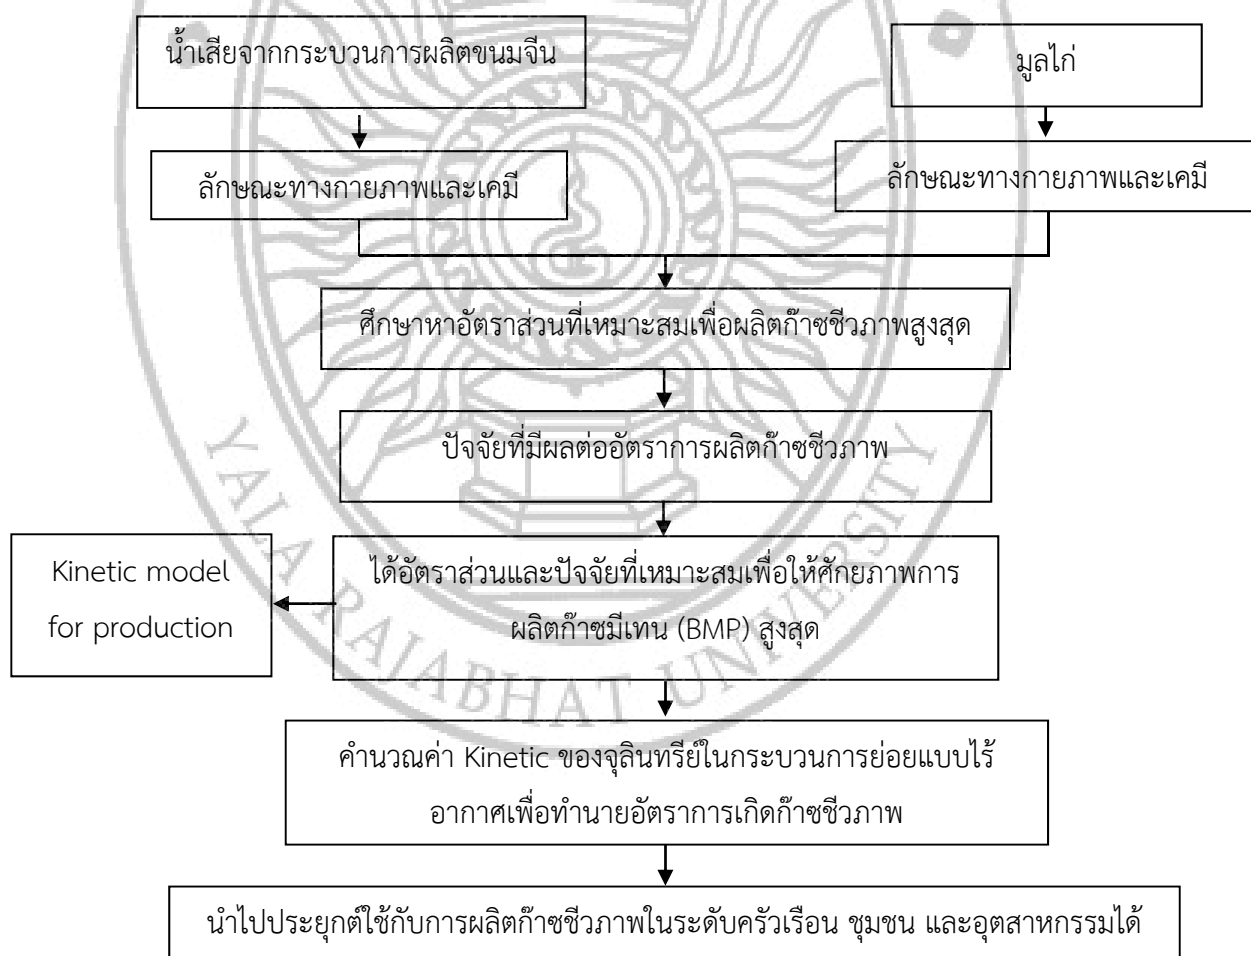 น้ำเสียจากกระบวนการผลิตขนมจีน
มูลไก่
ลักษณะทางกายภาพและเคมี
ลักษณะทางกายภาพและเคมี
ศึกษาหาอัตราส่วนที่เหมาะสมเพื่อผลิตก๊าซชีวภาพสูงสุด
ปัจจัยที่มีผลต่ออัตราการผลิตก๊าซชีวภาพ
Kinetic model
for production
ได้อัตราส่วนและปัจจัยที่เหมาะสมเพื่อให้ศักยภาพการ
ผลิตก๊าซมีเทน (BMP) สูงสุด
คำนวณค่า Kinetic ของจุลินทรีย์ในกระบวนการย่อยแบบไร้
อากาศเพื่อทำนายอัตราการเกิดก๊าซชีวภาพ
นำไปประยุกต์ใช้กับการผลิตก๊าซชีวภาพในระดับครัวเรือน ชุมชน และอุตสาหกรรมได้
YALA RAJABHAT UNIVERSITY